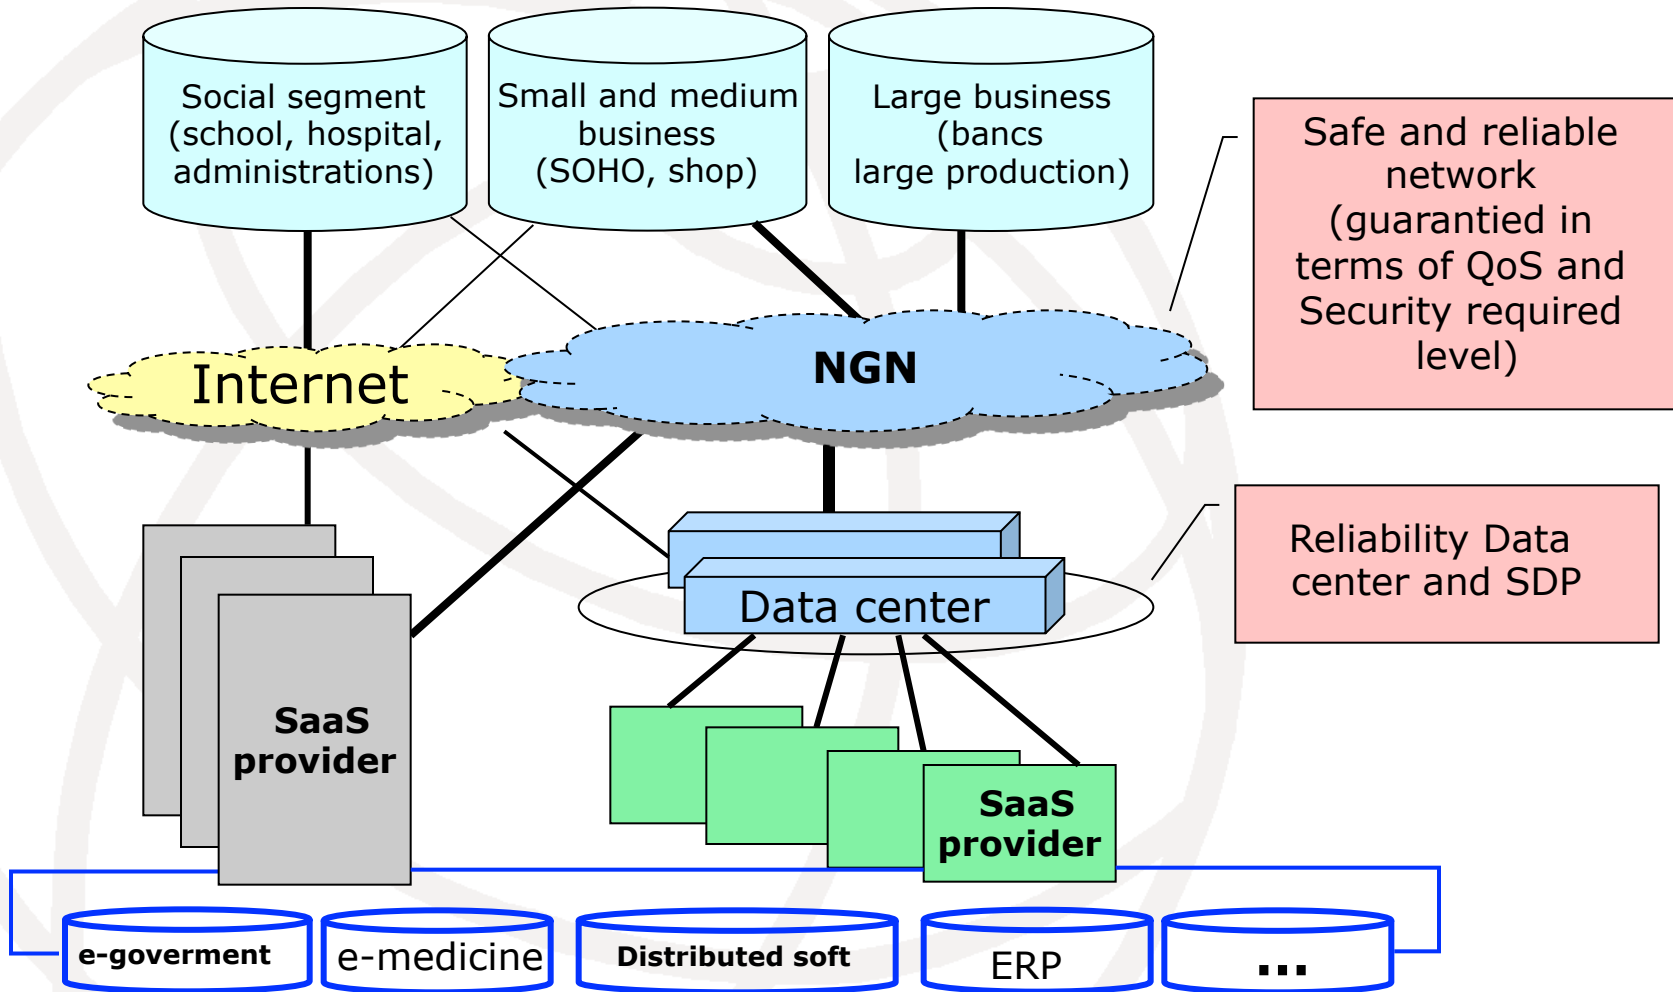 Social segment
(school, hospital,
administrations)
Small and medium
business
(SOHO, shop)
Large business
(bancs
large production)
Safe and reliable
network
(guarantied in
terms of QoS and
Security required
level)
Internet
NGN
Reliability Data
center and SDP
Data center
SaaS
provider
SaaS
provider
e-goverment
e-medicine
Distributed soft
ERP
...